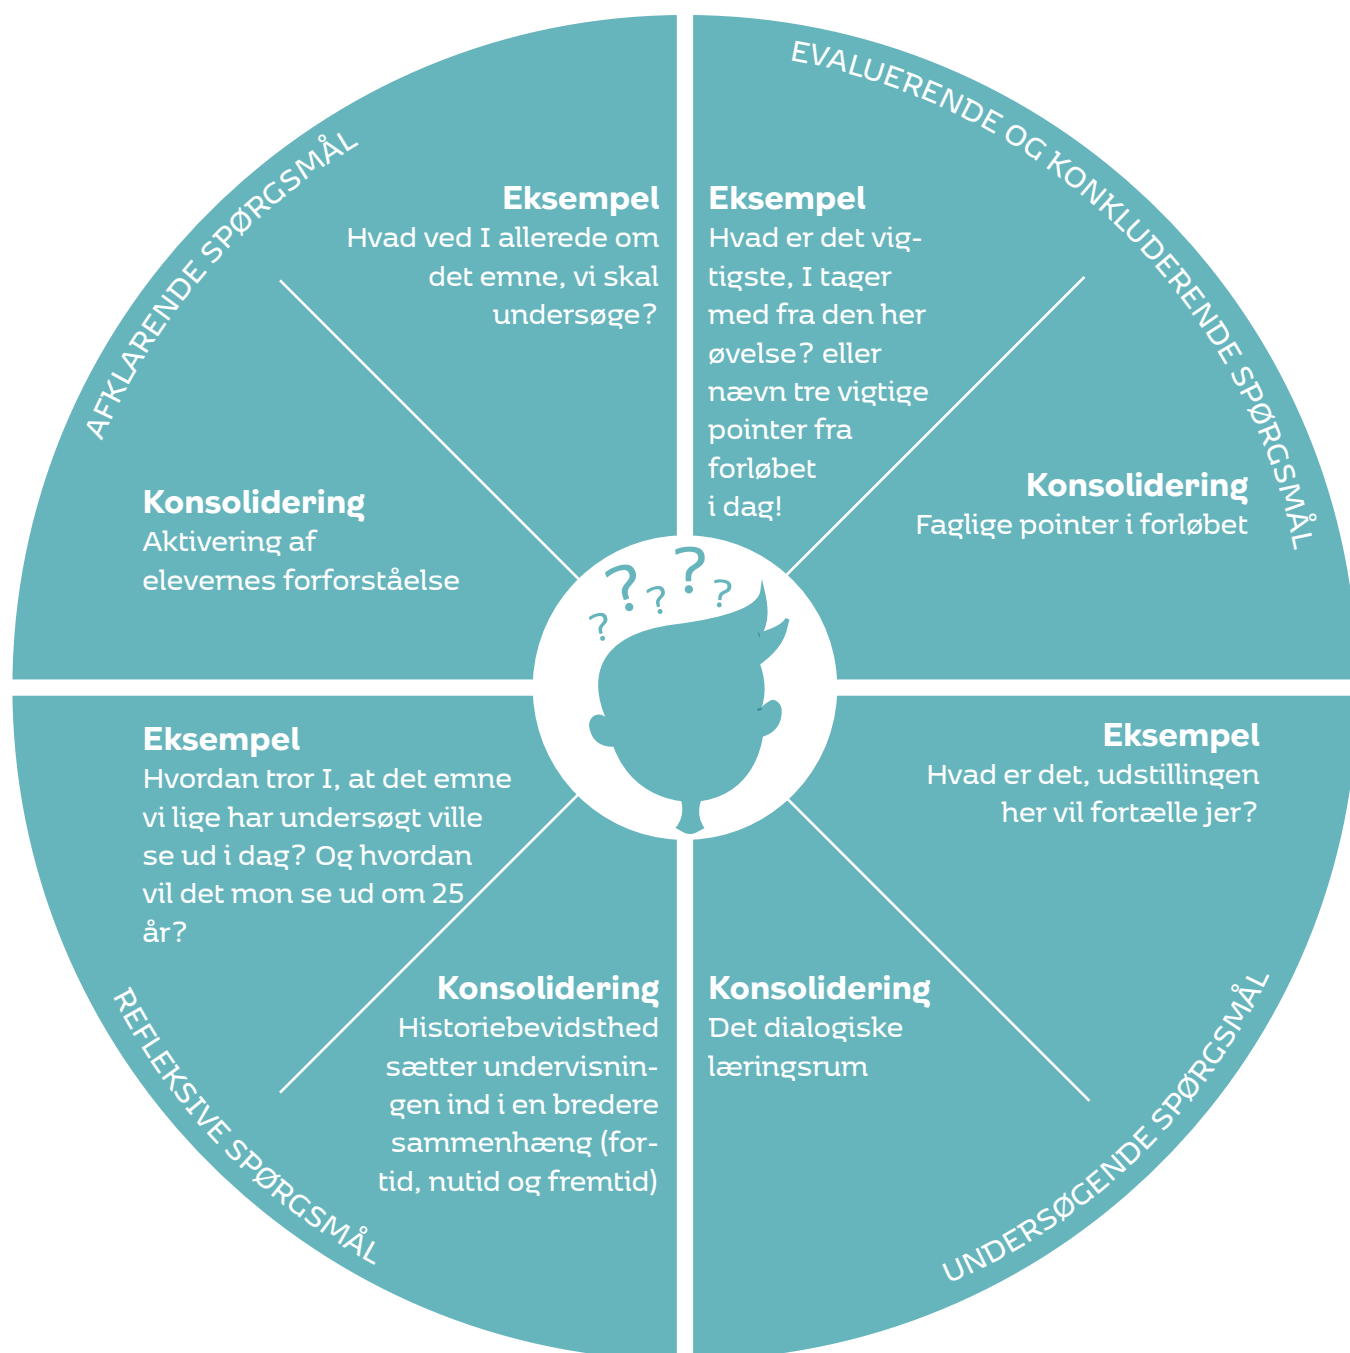 AFKLARENDE SPØRGSMÅL
Eksempel
Hvad ved I allerede om
det emne, vi skal
undersøge?
Konsolidering
Aktivering af
elevernes forforståelse
EVALUERENDE OG KONKLUDERENDE SPØRGSMÅL
Eksempel
Hvad er det vig-
tigste, I tager
med fra den her
øvelse? eller
nævn tre vigtige
pointer fra
forløbet
i dag!
Konsolidering
Faglige pointer i forløbet
? ? ? ? ?
Eksempel
Hvordan tror I, at det emne
vi lige har undersøgt ville
se ud i dag? Og hvordan
vil det mon se ud om 25
år?
Konsolidering
Historiebevidsthed
sætter undervisnin-
gen ind i en bredere
sammenhæng (for-
tid, nutid og fremtid)
REFLEKSIVE SPØRGSMÅL
Eksempel
Hvad er det, udstillingen
her vil fortælle jer?
Konsolidering
Det dialogiske
læringsrum
UNDERSØGENDE SPØRGSMÅL